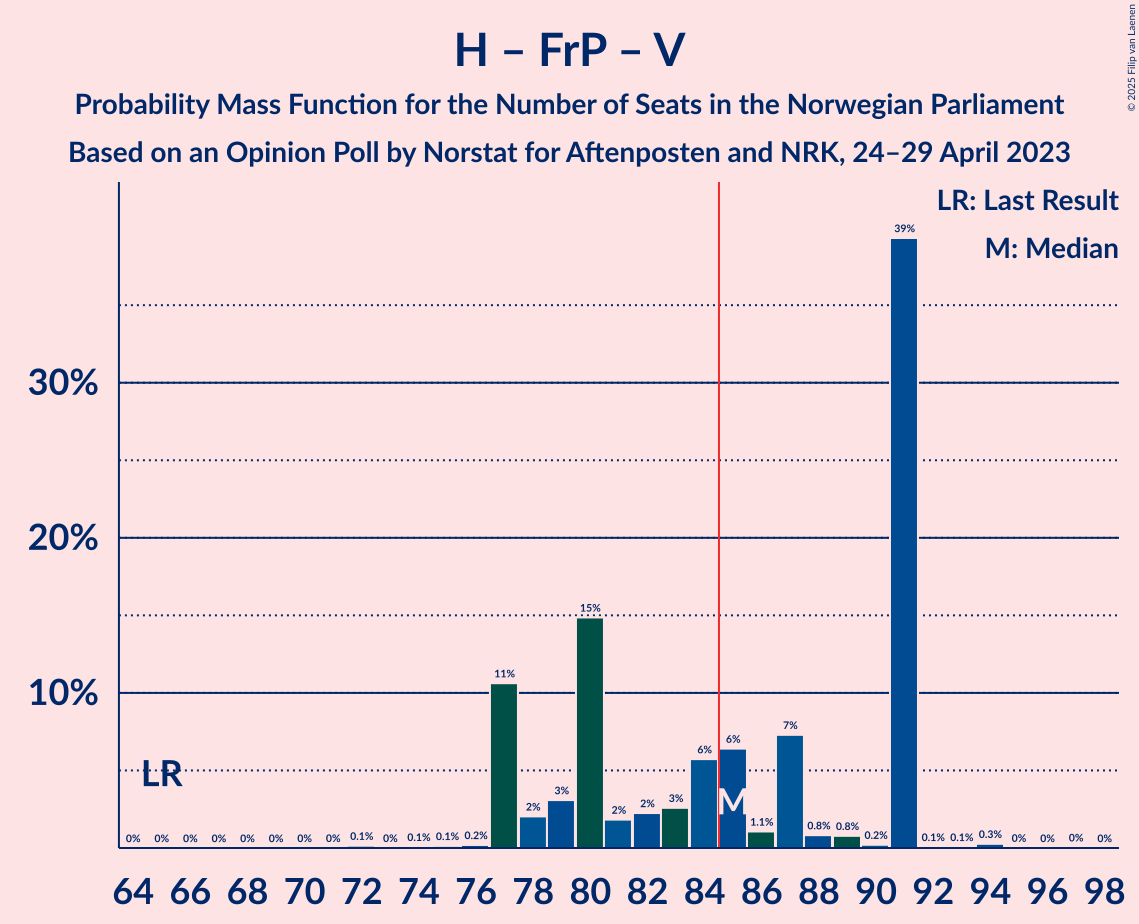 H – FrP – V
Probability Mass Function for the Number of Seats in the Norwegian Parliament
Based on an Opinion Poll by Norstat for Aftenposten and NRK, 24–29 April 2023
© 2025 Filip van Laenen
LR: Last Result
M: Median
30%
20%
10%
LR
M
0% 0% 0% 0% 0% 0% 0% 0% 0.1% 0% 0.1% 0.1% 0.2% 11% 2% 3% 15% 2% 2% 3% 6% 6% 1.1% 7% 0.8% 0.8% 0.2% 39% 0.1% 0.1% 0.3% 0% 0% 0% 0%
64 66 68 70 72 74 76 78 80 82 84 86 88 90 92 94 96 98